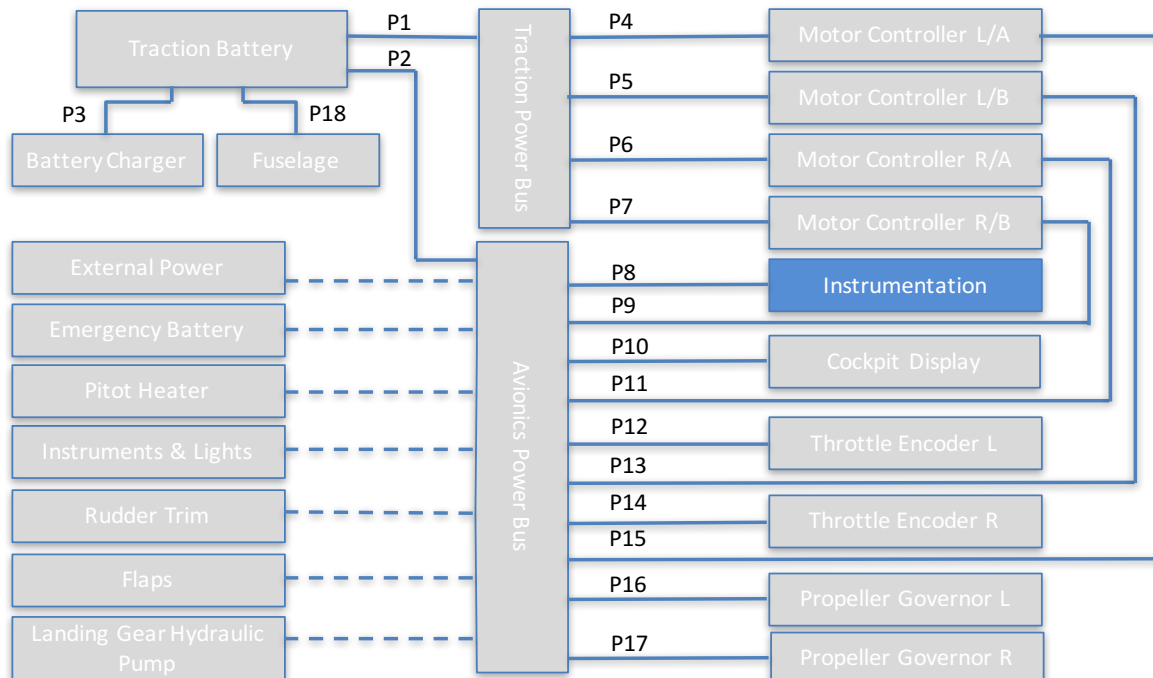 P1
P2
Traction Battery
P3
P18
Battery Charger
Fuselage
Traction Power Bus
P4
Motor Controller L/A
P5
Motor Controller L/B
P6
Motor Controller R/A
P7
Motor Controller R/B
External Power
Emergency Battery
Pitot Heater
Instruments & Lights
Rudder Trim
Flaps
Landing Gear Hydraulic
Pump
Avionics Power Bus
P8
Instrumentation
P9
P10
Cockpit Display
P11
P12
Throttle Encoder L
P13
P14
Throttle Encoder R
P15
P16
Propeller Governor L
P17
Propeller Governor R